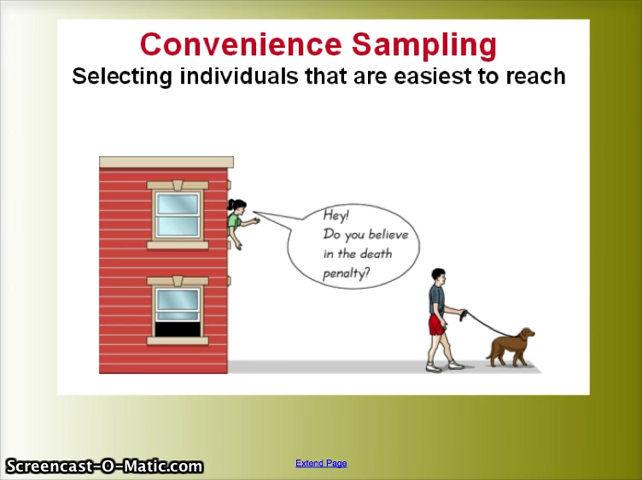 Convenience Sampling
Selecting individuals that are easiest to reach
Hey!
Do you believe
in the death
penalty?
Extend Page
Screencast-O-Matic.com